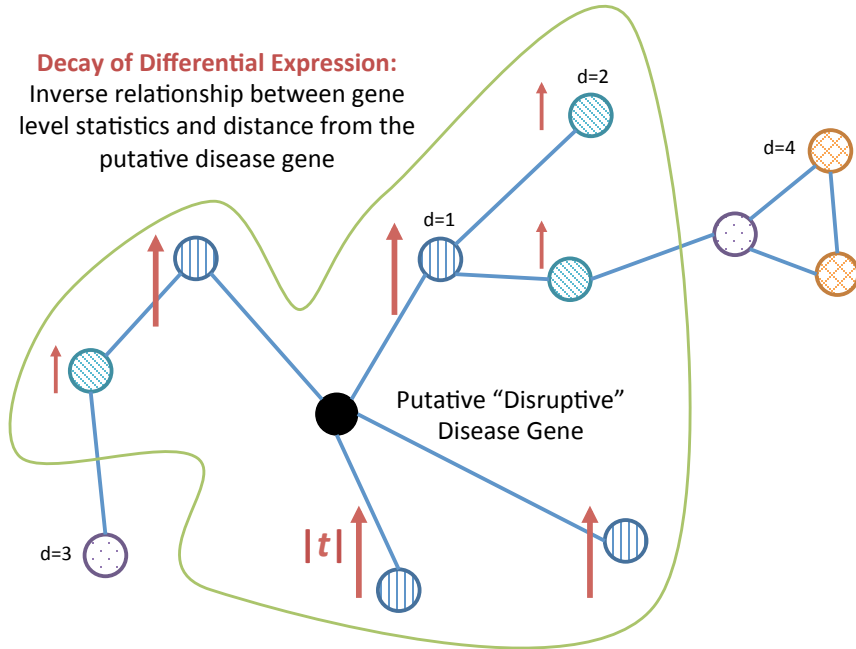 Decay of Differential Expression:
Inverse relationship between gene
level statistics and distance from the
putative disease gene
d=2
d=4
d=1
Putative “Disruptive”
Disease Gene
|t|
d=3